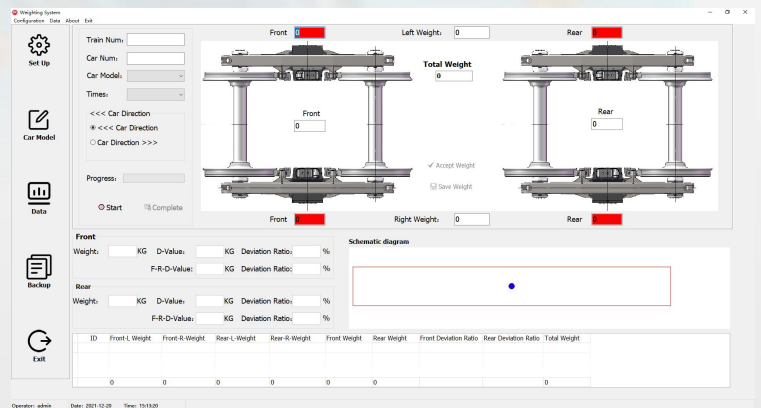 Weighting System
Configuration Data About Exit
Set Up
Car Model
Data
Backup
Exit
Train Num:
Car Num:
Car Model:
Times:
<<< Car Direction
<<< Car Direction
Car Direction >>>
Progress:
Start Complete
Front 0 Left Weight: 0 Rear 0
Total Weight
0
Front
0
Rear
0
Accept Weight
Save Weight
Front 0 Right Weight: 0 Rear 0
Front
Weight: KG D-Value: KG Deviation Ratio: %
F-R-D-Value: KG Deviation Ratio: %
Rear
Weight: KG D-Value: KG Deviation Ratio: %
F-R-D-Value: KG Deviation Ratio: %
Schematic diagram
ID Front-L Weight Front-R-Weight Rear-L-Weight Rear-R-Weight Front Weight Rear Weight Front Deviation Ratio Rear Deviation Ratio Total Weight
0 0 0 0 0 0 0
Operator: admin Date: 2021-12-20 Time: 15:13:20